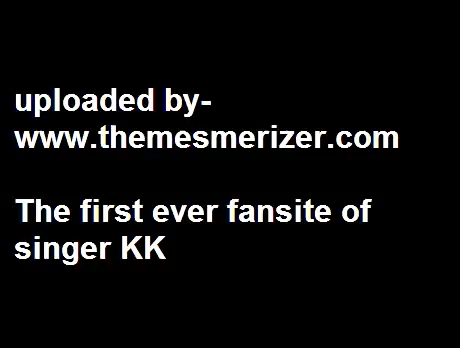 uploaded by-
www.themesmerizer.com
The first ever fansite of
singer KK